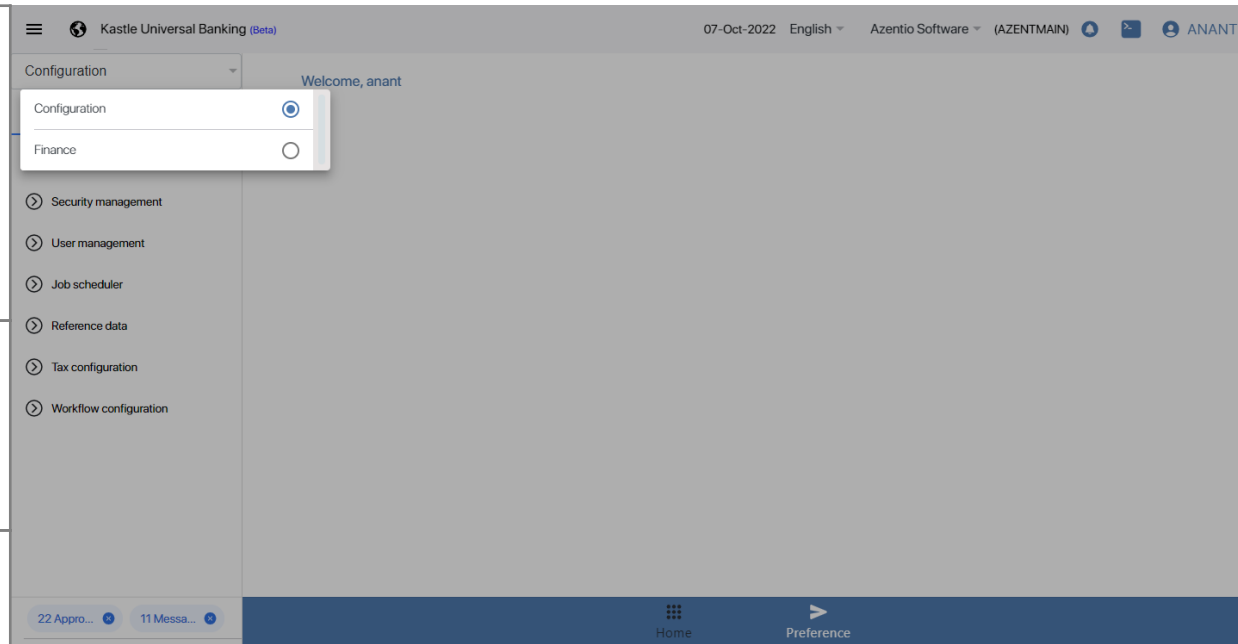 Kastle Universal Banking (Beta)
07-Oct-2022 English Azentio Software (AZENTMAIN) ANANT
Configuration
Welcome, anant
Configuration
Finance
Security management
User management
Job scheduler
Reference data
Tax configuration
Workflow configuration
22 Appro... 11 Messa...
Home Preference